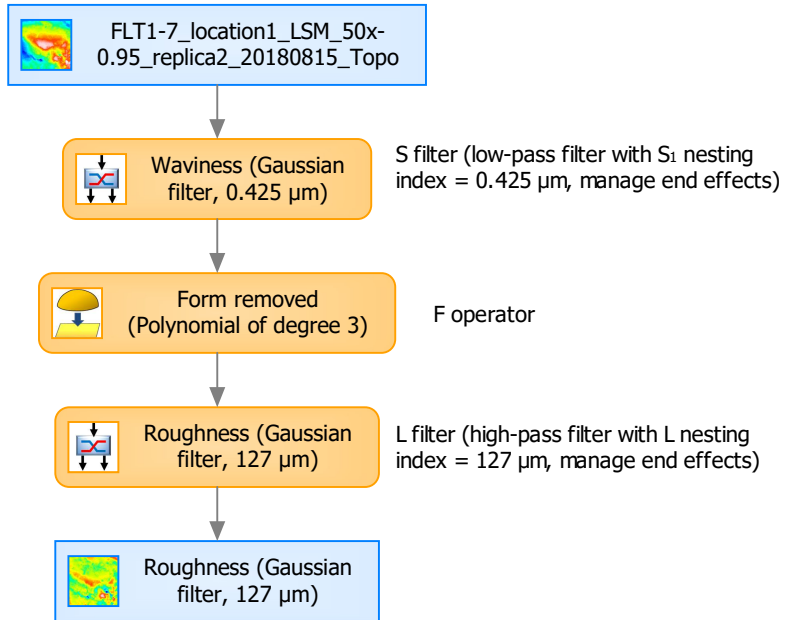 FLT1-7_location1_LSM_50x-
0.95_replica2_20180815_Topo
Waviness (Gaussian
filter, 0.425 µm)
S filter (low-pass filter with S₁ nesting
index = 0.425 µm, manage end effects)
Form removed
(Polynomial of degree 3)
F operator
Roughness (Gaussian
filter, 127 µm)
L filter (high-pass filter with L nesting
index = 127 µm, manage end effects)
Roughness (Gaussian
filter, 127 µm)